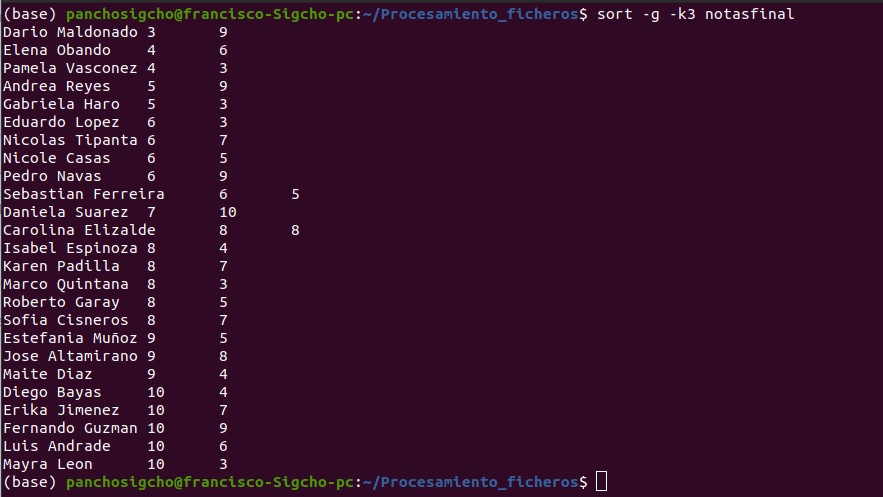 (base) panchosigcho@francisco-Sigcho-pc:~/Procesamiento_ficheros$ sort -g -k3 notasfinal
Dario Maldonado 3       9
Elena Obando    4       6
Pamela Vasconez 4       3
Andrea Reyes    5       9
Gabriela Haro   5       3
Eduardo Lopez   6       3
Nicolas Tipanta 6       7
Nicole Casas    6       5
Pedro Navas     6       9
Sebastian Ferreira      6       5
Daniela Suarez  7       10
Carolina Elizalde       8       8
Isabel Espinoza 8       4
Karen Padilla   8       7
Marco Quintana  8       3
Roberto Garay   8       5
Sofia Cisneros  8       7
Estefania Muñoz 9       5
Jose Altamirano 9       8
Maite Diaz      9       4
Diego Bayas     10      4
Erika Jimenez   10      7
Fernando Guzman 10      9
Luis Andrade    10      6
Mayra Leon      10      3
(base) panchosigcho@francisco-Sigcho-pc:~/Procesamiento_ficheros$